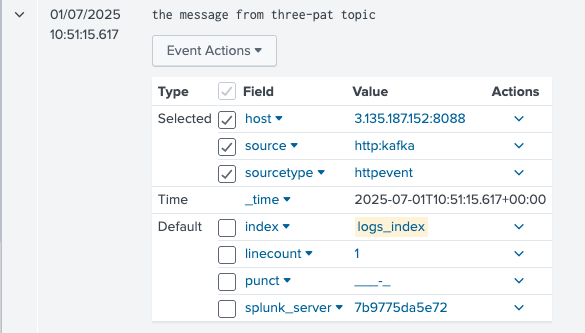 01/07/2025 the message from three-pat topic
10:51:15.617
Event Actions
Type Field Value Actions
Selected host 3.135.187.152:8088
source http:kafka
sourcetype httpevent
Time _time 2025-07-01T10:51:15.617+00:00
Default index logs_index
linecount 1
punct ___-_
splunk_server 7b9775da5e72